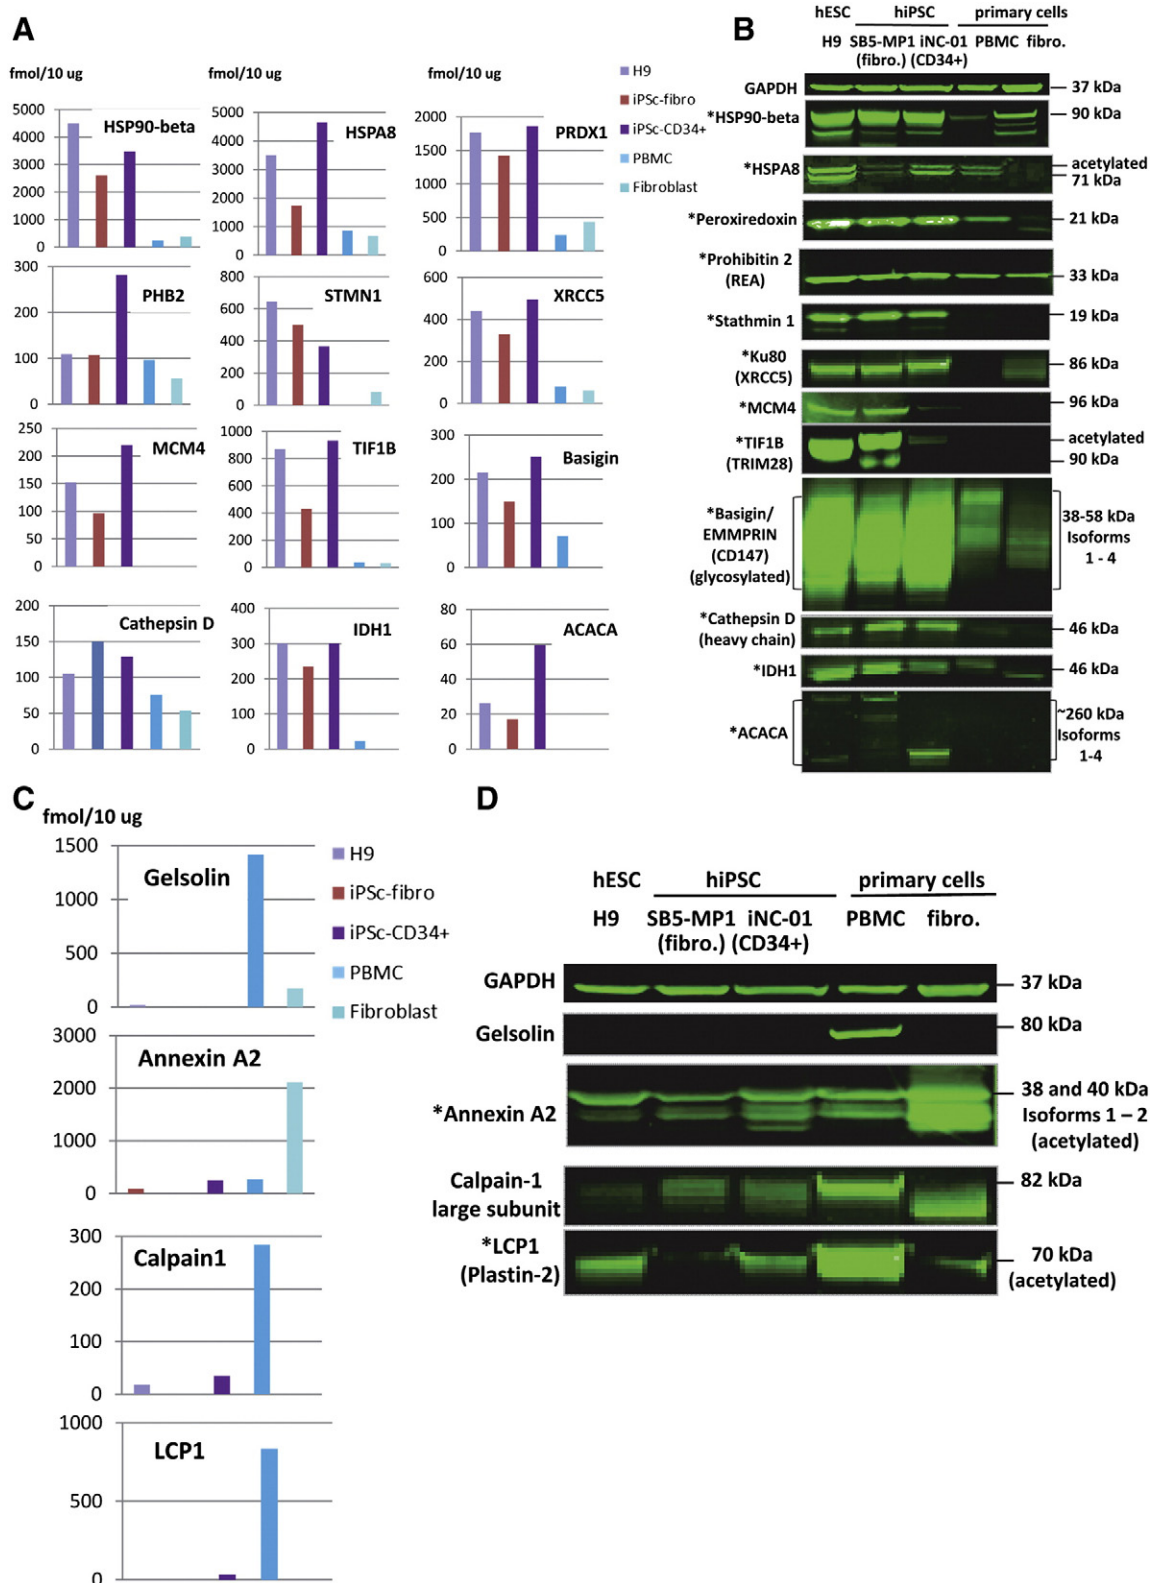 A
fmol/10 ug
fmol/10 ug
fmol/10 ug
H9
iPSc-fibro
iPSc-CD34+
PBMC
Fibroblast
5000
4000
3000
2000
1000
0
HSP90-beta
5000
4000
3000
2000
1000
0
HSPA8
2000
1500
1000
500
0
PRDX1
300
200
100
0
PHB2
800
600
400
200
0
STMN1
600
400
200
0
XRCC5
250
200
150
100
50
0
MCM4
1000
800
600
400
200
0
TIF1B
300
200
100
0
Basigin
200
150
100
50
0
Cathepsin D
400
300
200
100
0
IDH1
80
60
40
20
0
ACACA
B
hESC
hiPSC
primary cells
H9 SB5-MP1 iNC-01 PBMC fibro.
(fibro.) (CD34+)
GAPDH
37 kDa
*HSP90-beta
90 kDa
*HSPA8
acetylated
71 kDa
*Peroxiredoxin
21 kDa
*Prohibitin 2
(REA)
33 kDa
*Stathmin 1
19 kDa
*Ku80
(XRCC5)
86 kDa
*MCM4
96 kDa
*TIF1B
(TRIM28)
acetylated
90 kDa
*Basigin/
EMMPRIN
(CD147)
(glycosylated)
38-58 kDa
Isoforms
1 - 4
*Cathepsin D
(heavy chain)
46 kDa
*IDH1
46 kDa
*ACACA
~260 kDa
Isoforms
1-4
C
fmol/10 ug
1500
1000
500
0
Gelsolin
H9
iPSc-fibro
iPSc-CD34+
PBMC
Fibroblast
3000
2000
1000
0
Annexin A2
300
200
100
0
Calpain1
1000
500
0
LCP1
D
hESC
hiPSC
primary cells
H9 SB5-MP1 iNC-01 PBMC fibro.
(fibro.) (CD34+)
GAPDH
37 kDa
Gelsolin
80 kDa
*Annexin A2
38 and 40 kDa
Isoforms 1 – 2
(acetylated)
Calpain-1
large subunit
82 kDa
*LCP1
(Plastin-2)
70 kDa
(acetylated)